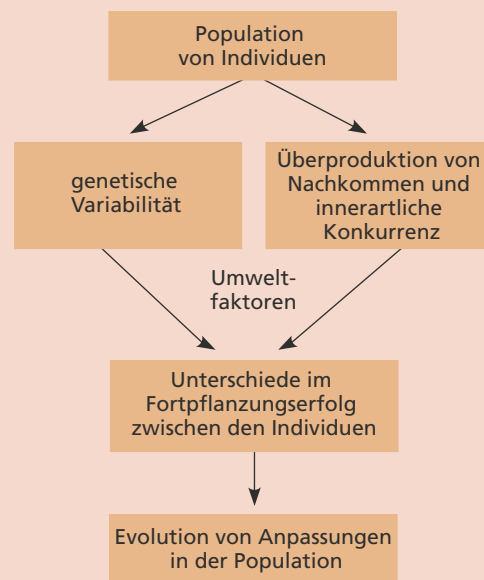 Population
von Individuen
genetische
Variabilität
Überproduktion von
Nachkommen und
innerartliche
Konkurrenz
Umwelt-
faktoren
Unterschiede im
Fortpflanzungserfolg
zwischen den Individuen
Evolution von Anpassungen
in der Population